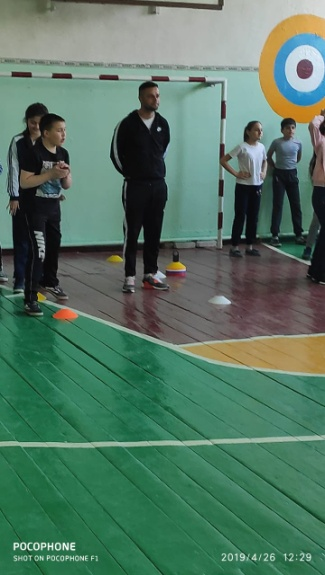 NIKE
POCOPHONE
SHOT ON POCOPHONE F1
2019/4/26 12:29